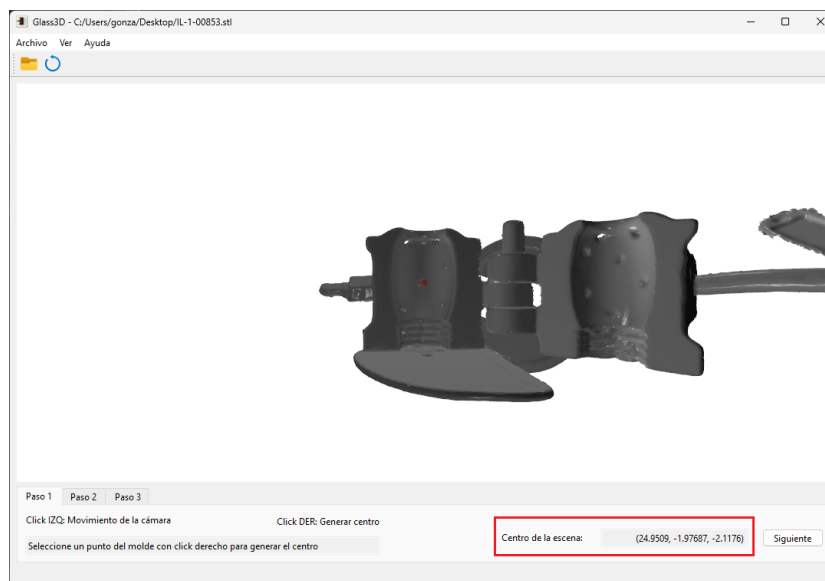 Glass3D - C:/Users/gonza/Desktop/IL-1-00853.stl
Archivo Ver Ayuda
Paso 1 Paso 2 Paso 3
Click IZQ: Movimiento de la cámara Click DER: Generar centro
Seleccione un punto del molde con click derecho para generar el centro
Centro de la escena: (24.9509, -1.97687, -2.1176) Siguiente